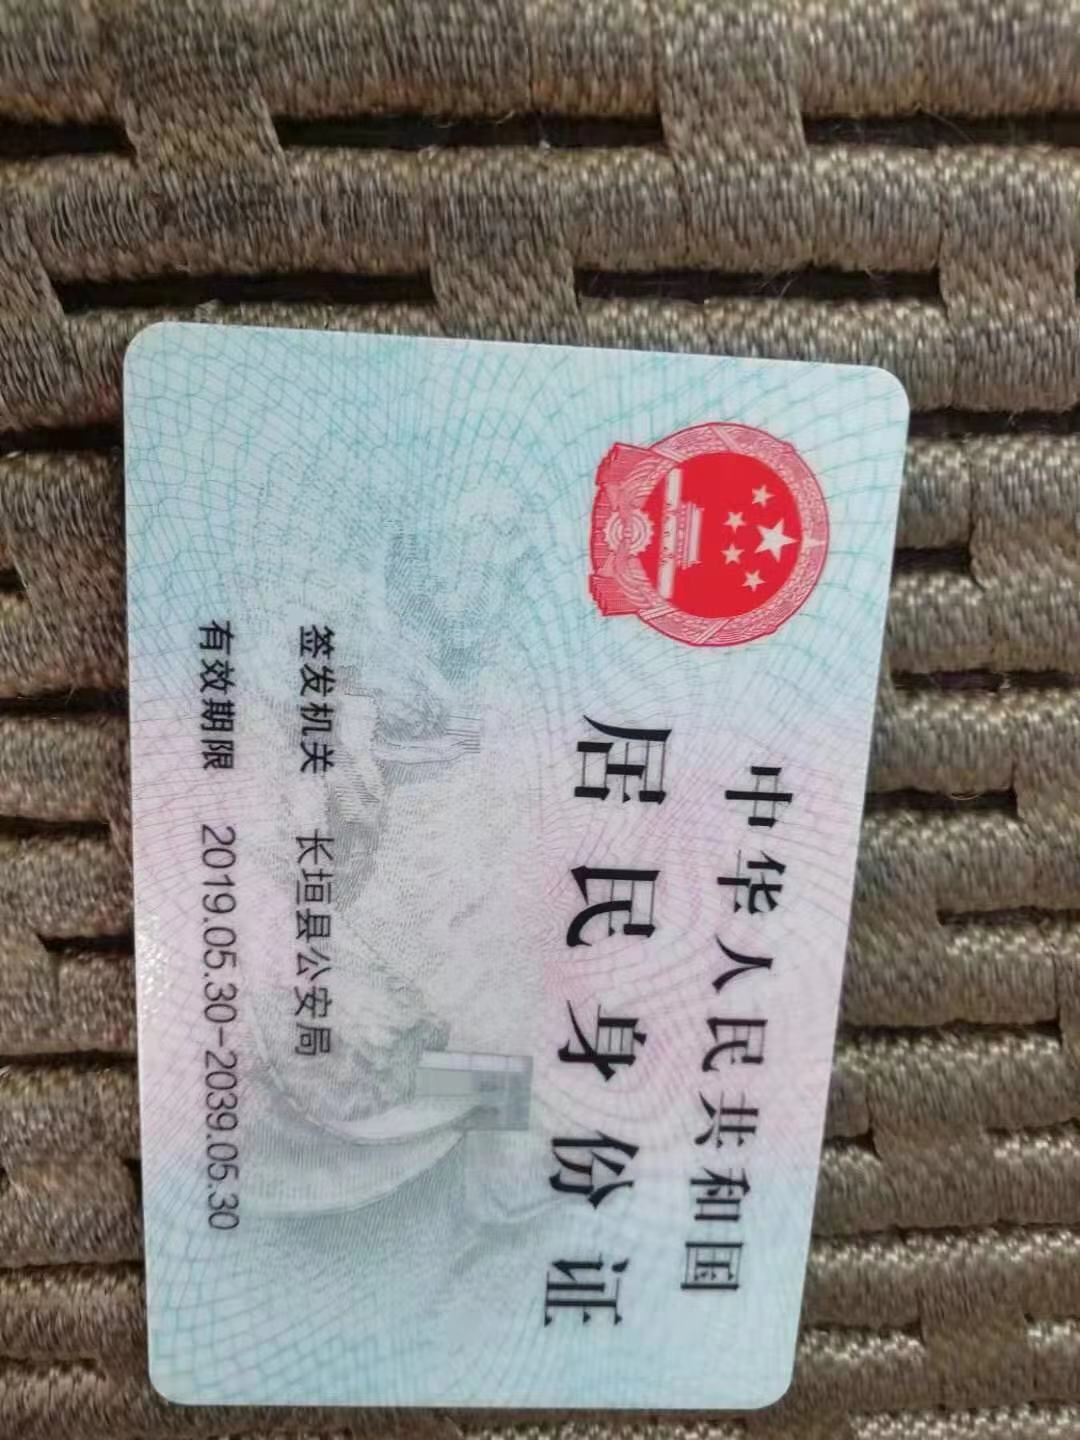 中华人民共和国
居民身份证
签发机关 长垣县公安局
有效期限 2019.05.30-2039.05.30